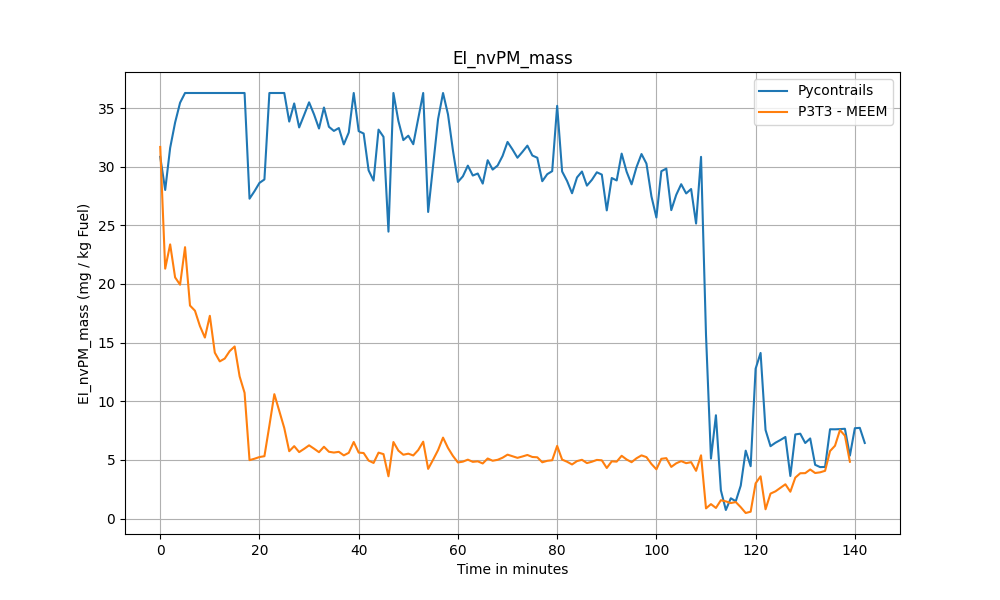 EI_nvPM_mass
Pycontrails
P3T3 - MEEM
EI_nvPM_mass (mg / kg Fuel)
35
30
25
20
15
10
5
0
0 20 40 60 80 100 120 140
Time in minutes